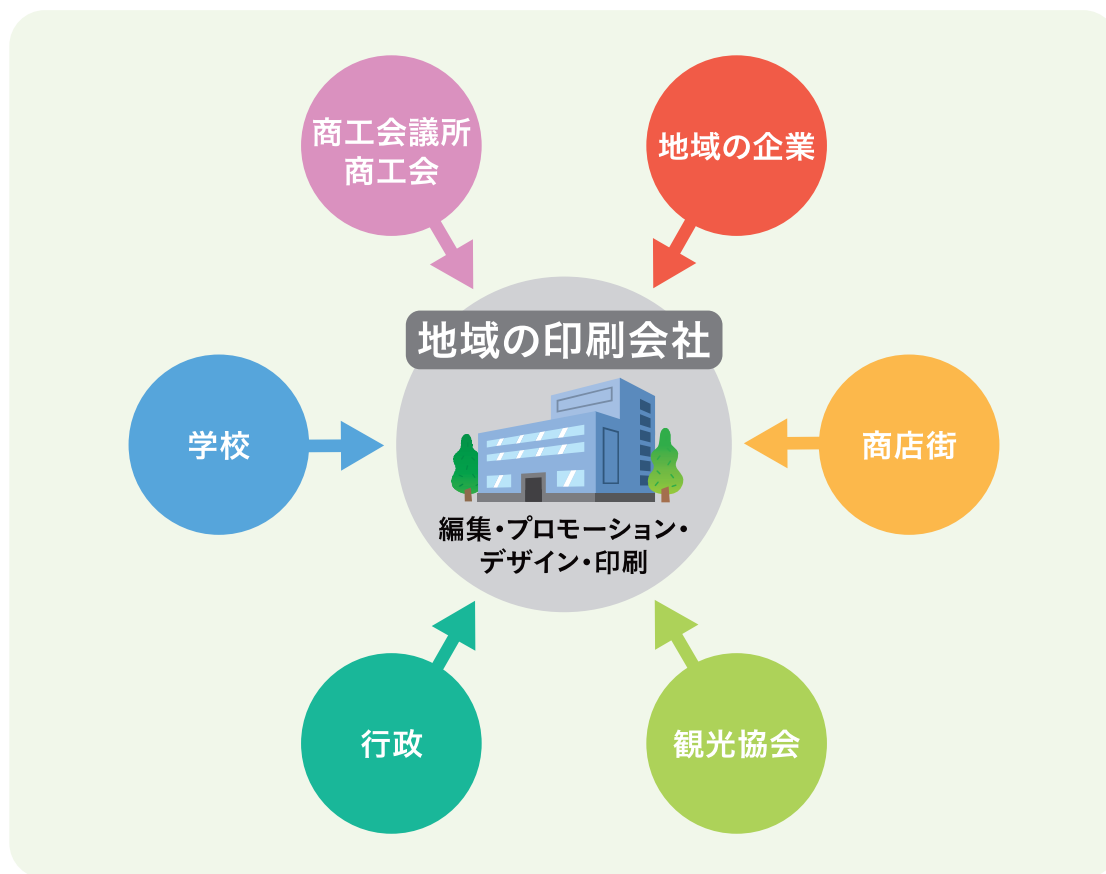 商工会議所
商工会
地域の企業
地域の印刷会社
学校
商店街
編集・プロモーション・
デザイン・印刷
行政
観光協会